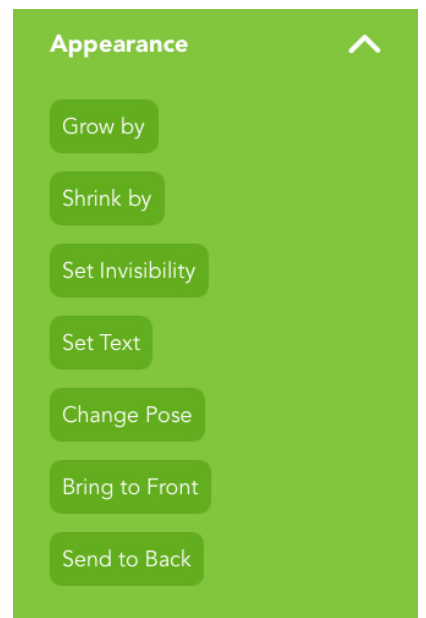 Appearance
Grow by
Shrink by
Set Invisibility
Set Text
Change Pose
Bring to Front
Send to Back